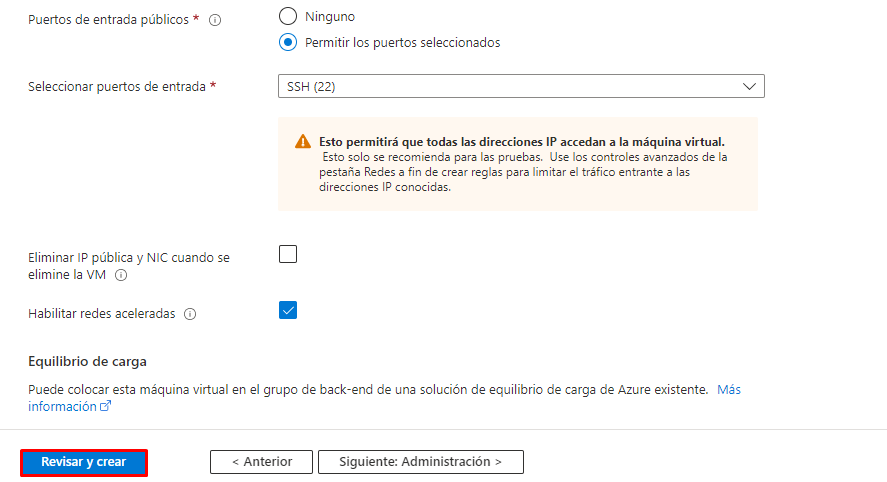 Puertos de entrada públicos *
Ninguno
Permitir los puertos seleccionados
Seleccionar puertos de entrada *
SSH (22)
Esto permitirá que todas las direcciones IP accedan a la máquina virtual.
Esto solo se recomienda para las pruebas. Use los controles avanzados de la
pestaña Redes a fin de crear reglas para limitar el tráfico entrante a las
direcciones IP conocidas.
Eliminar IP pública y NIC cuando se
elimine la VM
Habilitar redes aceleradas
Equilibrio de carga
Puede colocar esta máquina virtual en el grupo de back-end de una solución de equilibrio de carga de Azure existente. Más
información
Revisar y crear
< Anterior
Siguiente: Administración >